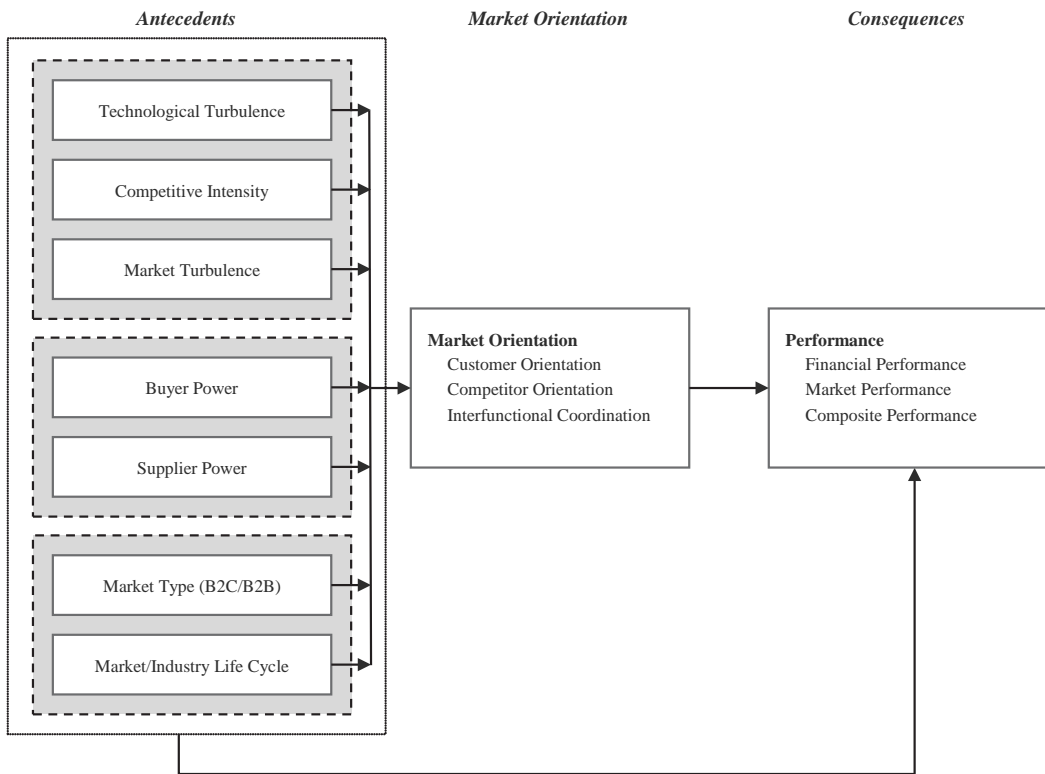 Antecedents
Market Orientation
Consequences
Technological Turbulence
Competitive Intensity
Market Turbulence
Buyer Power
Supplier Power
Market Type (B2C/B2B)
Market/Industry Life Cycle
Market Orientation
Customer Orientation
Competitor Orientation
Interfunctional Coordination
Performance
Financial Performance
Market Performance
Composite Performance